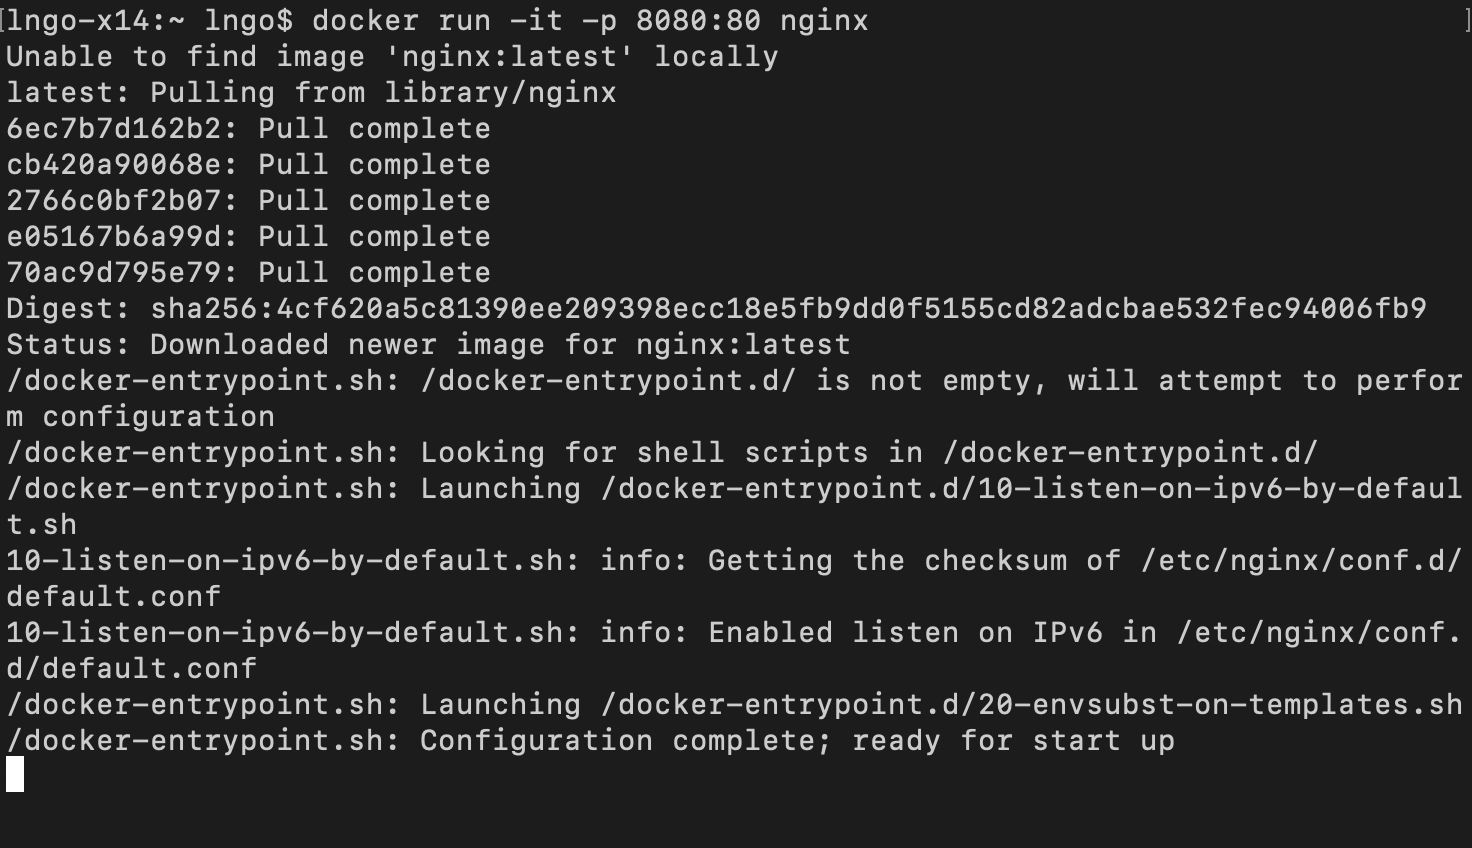 [lngo-x14:~ lngo$ docker run -it -p 8080:80 nginx ]
Unable to find image 'nginx:latest' locally
latest: Pulling from library/nginx
6ec7b7d162b2: Pull complete
cb420a90068e: Pull complete
2766c0bf2b07: Pull complete
e05167b6a99d: Pull complete
70ac9d795e79: Pull complete
Digest: sha256:4cf620a5c81390ee209398ecc18e5fb9dd0f5155cd82adcbae532fec94006fb9
Status: Downloaded newer image for nginx:latest
/docker-entrypoint.sh: /docker-entrypoint.d/ is not empty, will attempt to perfor
m configuration
/docker-entrypoint.sh: Looking for shell scripts in /docker-entrypoint.d/
/docker-entrypoint.sh: Launching /docker-entrypoint.d/10-listen-on-ipv6-by-defaul
t.sh
10-listen-on-ipv6-by-default.sh: info: Getting the checksum of /etc/nginx/conf.d/
default.conf
10-listen-on-ipv6-by-default.sh: info: Enabled listen on IPv6 in /etc/nginx/conf.
d/default.conf
/docker-entrypoint.sh: Launching /docker-entrypoint.d/20-envsubst-on-templates.sh
/docker-entrypoint.sh: Configuration complete; ready for start up